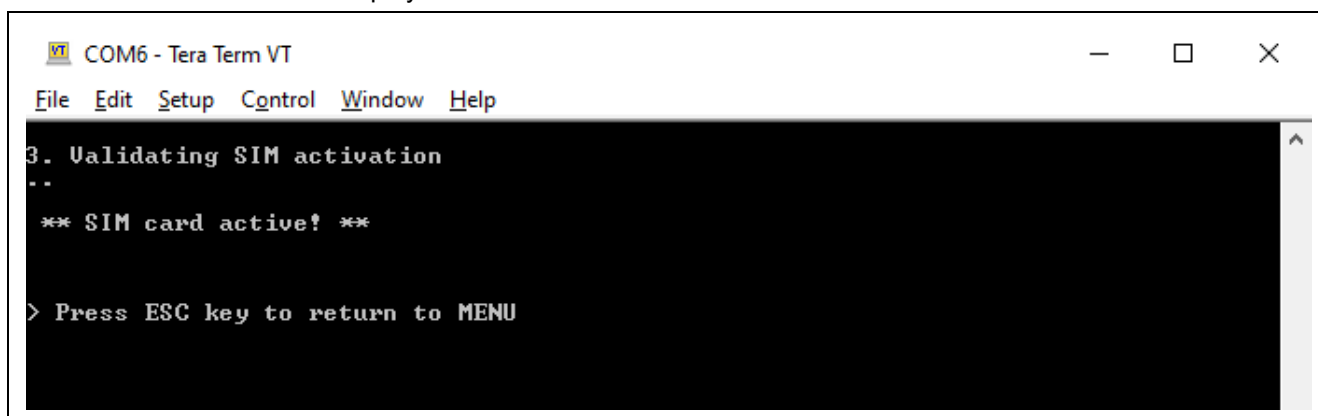 COM6 - Tera Term VT
File Edit Setup Control Window Help
3. Validating SIM activation
--
** SIM card active! **
> Press ESC key to return to MENU